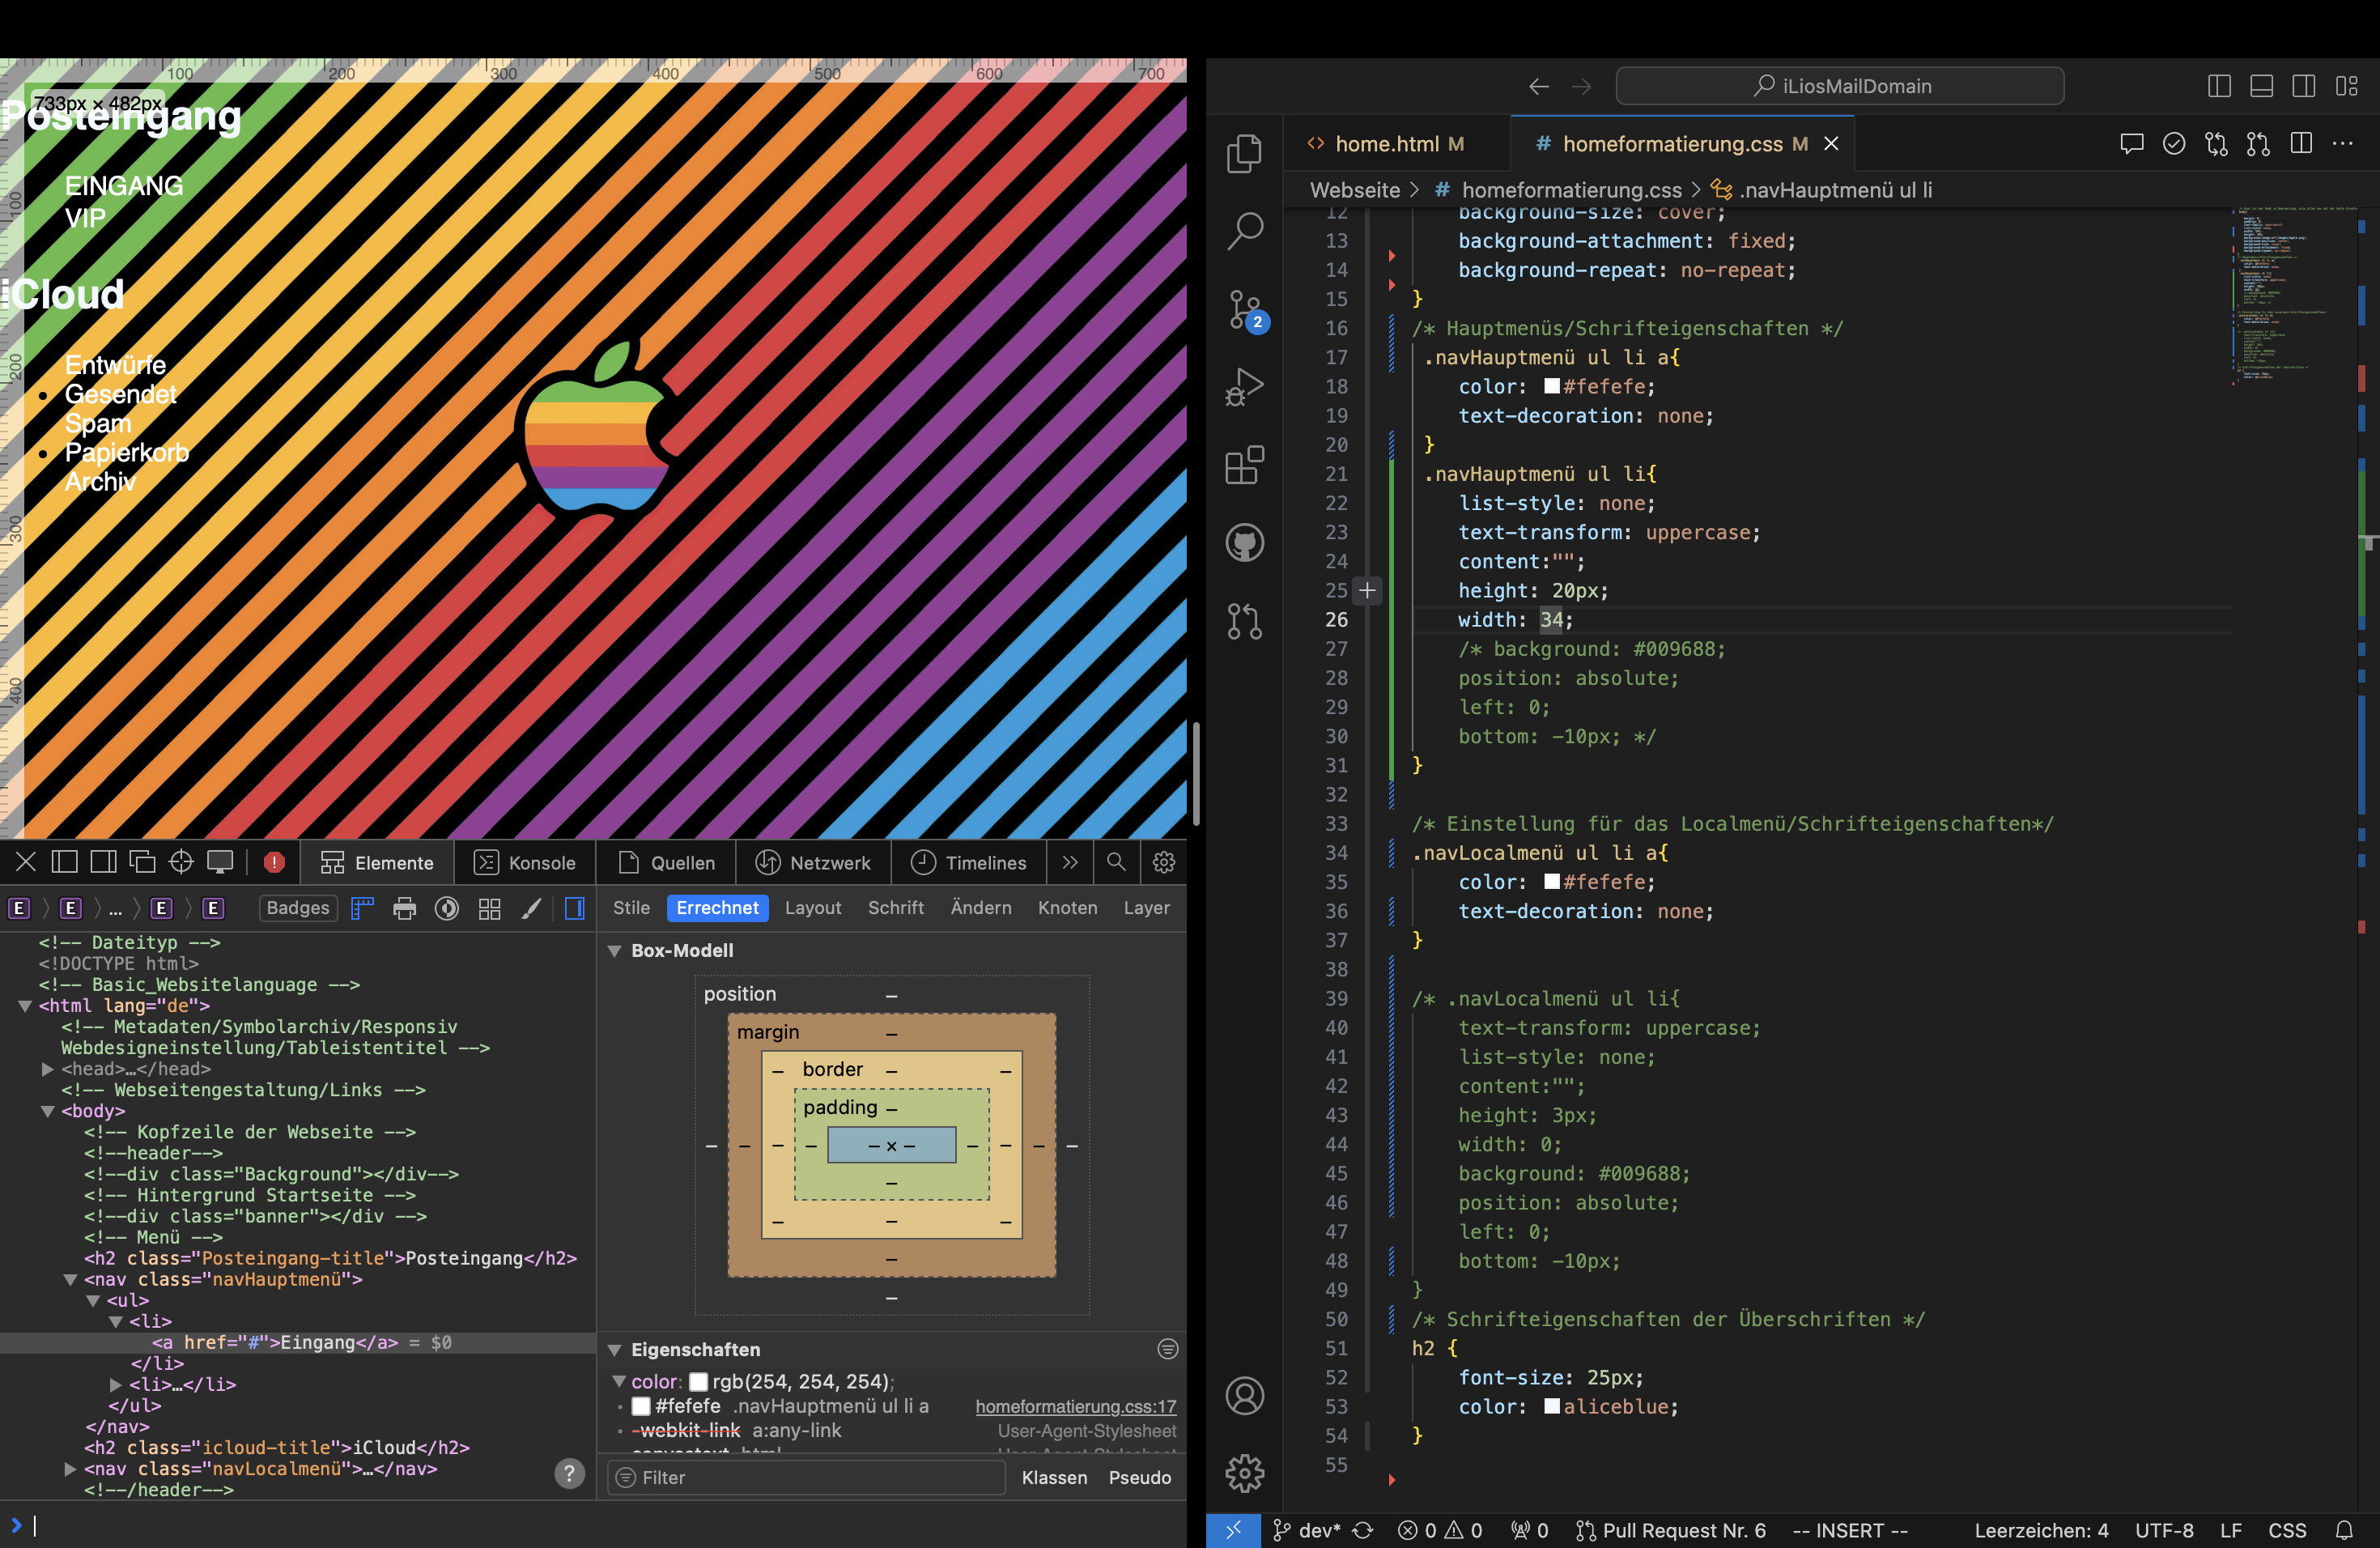 100 200 300 400 500 600 700
733px × 482px
Posteingang
EINGANG
VIP
iCloud
Entwürfe
Gesendet
Spam
Papierkorb
Archiv
100
200
300
400
Elemente Konsole Quellen Netzwerk Timelines
E E … E E Badges
Stile Errechnet Layout Schrift Ändern Knoten Layer
<!-- Dateityp -->
<!DOCTYPE html>
<!-- Basic_Websitelanguage -->
<html lang="de">
<!-- Metadaten/Symbolarchiv/Responsiv
Webdesigneinstellung/Tableistentitel -->
<head>…</head>
<!-- Webseitengestaltung/Links -->
<body>
<!-- Kopfzeile der Webseite -->
<!--header-->
<!--div class="Background"></div-->
<!-- Hintergrund Startseite -->
<!--div class="banner"></div -->
<!-- Menü -->
<h2 class="Posteingang-title">Posteingang</h2>
<nav class="navHauptmenü">
<ul>
<li>
<a href="#">Eingang</a> = $0
</li>
<li>…</li>
</ul>
</nav>
<h2 class="icloud-title">iCloud</h2>
<nav class="navLocalmenü">…</nav>
<!--/header-->
Box-Modell
position –
margin –
border –
padding –
– × –
Eigenschaften
color: rgb(254, 254, 254);
#fefefe .navHauptmenü ul li a homeformatierung.css:17
-webkit-link a:any-link User-Agent-Stylesheet
Filter Klassen Pseudo
iLiosMailDomain
home.html M
# homeformatierung.css M
Webseite > # homeformatierung.css > .navHauptmenü ul li
12 background-size: cover;
13 background-attachment: fixed;
14 background-repeat: no-repeat;
15 }
16 /* Hauptmenüs/Schrifteigenschaften */
17 .navHauptmenü ul li a{
18 color: #fefefe;
19 text-decoration: none;
20 }
21 .navHauptmenü ul li{
22 list-style: none;
23 text-transform: uppercase;
24 content:"";
25 height: 20px;
26 width: 34;
27 /* background: #009688;
28 position: absolute;
29 left: 0;
30 bottom: -10px; */
31 }
32
33 /* Einstellung für das Localmenü/Schrifteigenschaften*/
34 .navLocalmenü ul li a{
35 color: #fefefe;
36 text-decoration: none;
37 }
38
39 /* .navLocalmenü ul li{
40 text-transform: uppercase;
41 list-style: none;
42 content:"";
43 height: 3px;
44 width: 0;
45 background: #009688;
46 position: absolute;
47 left: 0;
48 bottom: -10px;
49 }
50 /* Schrifteigenschaften der Überschriften */
51 h2 {
52 font-size: 25px;
53 color: aliceblue;
54 }
55
2
dev* 0 0 0 Pull Request Nr. 6 -- INSERT -- Leerzeichen: 4 UTF-8 LF CSS